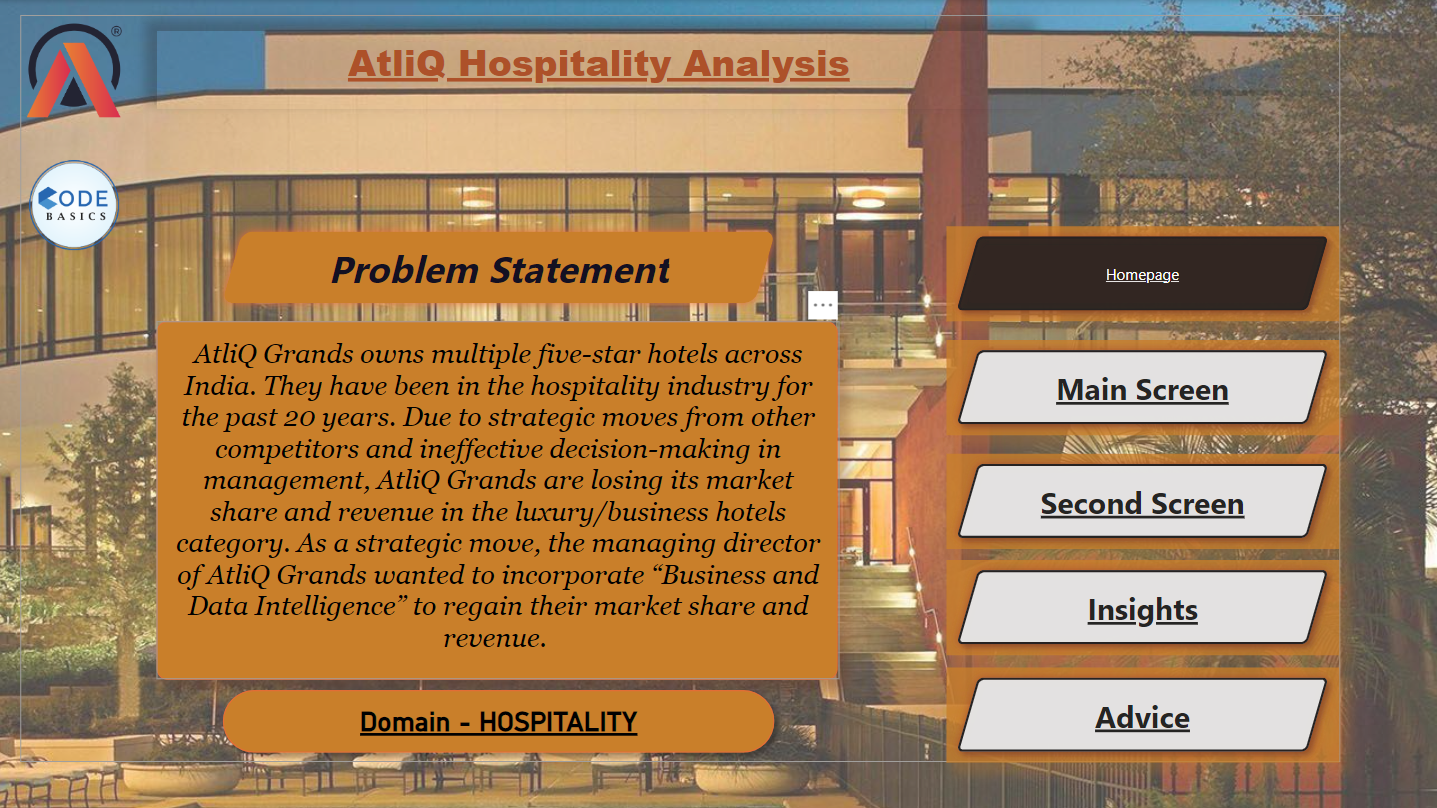 ®
AtliQ Hospitality Analysis
CODE
BASICS
Problem Statement
AtliQ Grands owns multiple five-star hotels across
India. They have been in the hospitality industry for
the past 20 years. Due to strategic moves from other
competitors and ineffective decision-making in
management, AtliQ Grands are losing its market
share and revenue in the luxury/business hotels
category. As a strategic move, the managing director
of AtliQ Grands wanted to incorporate “Business and
Data Intelligence” to regain their market share and
revenue.
Domain - HOSPITALITY
Homepage
Main Screen
Second Screen
Insights
Advice